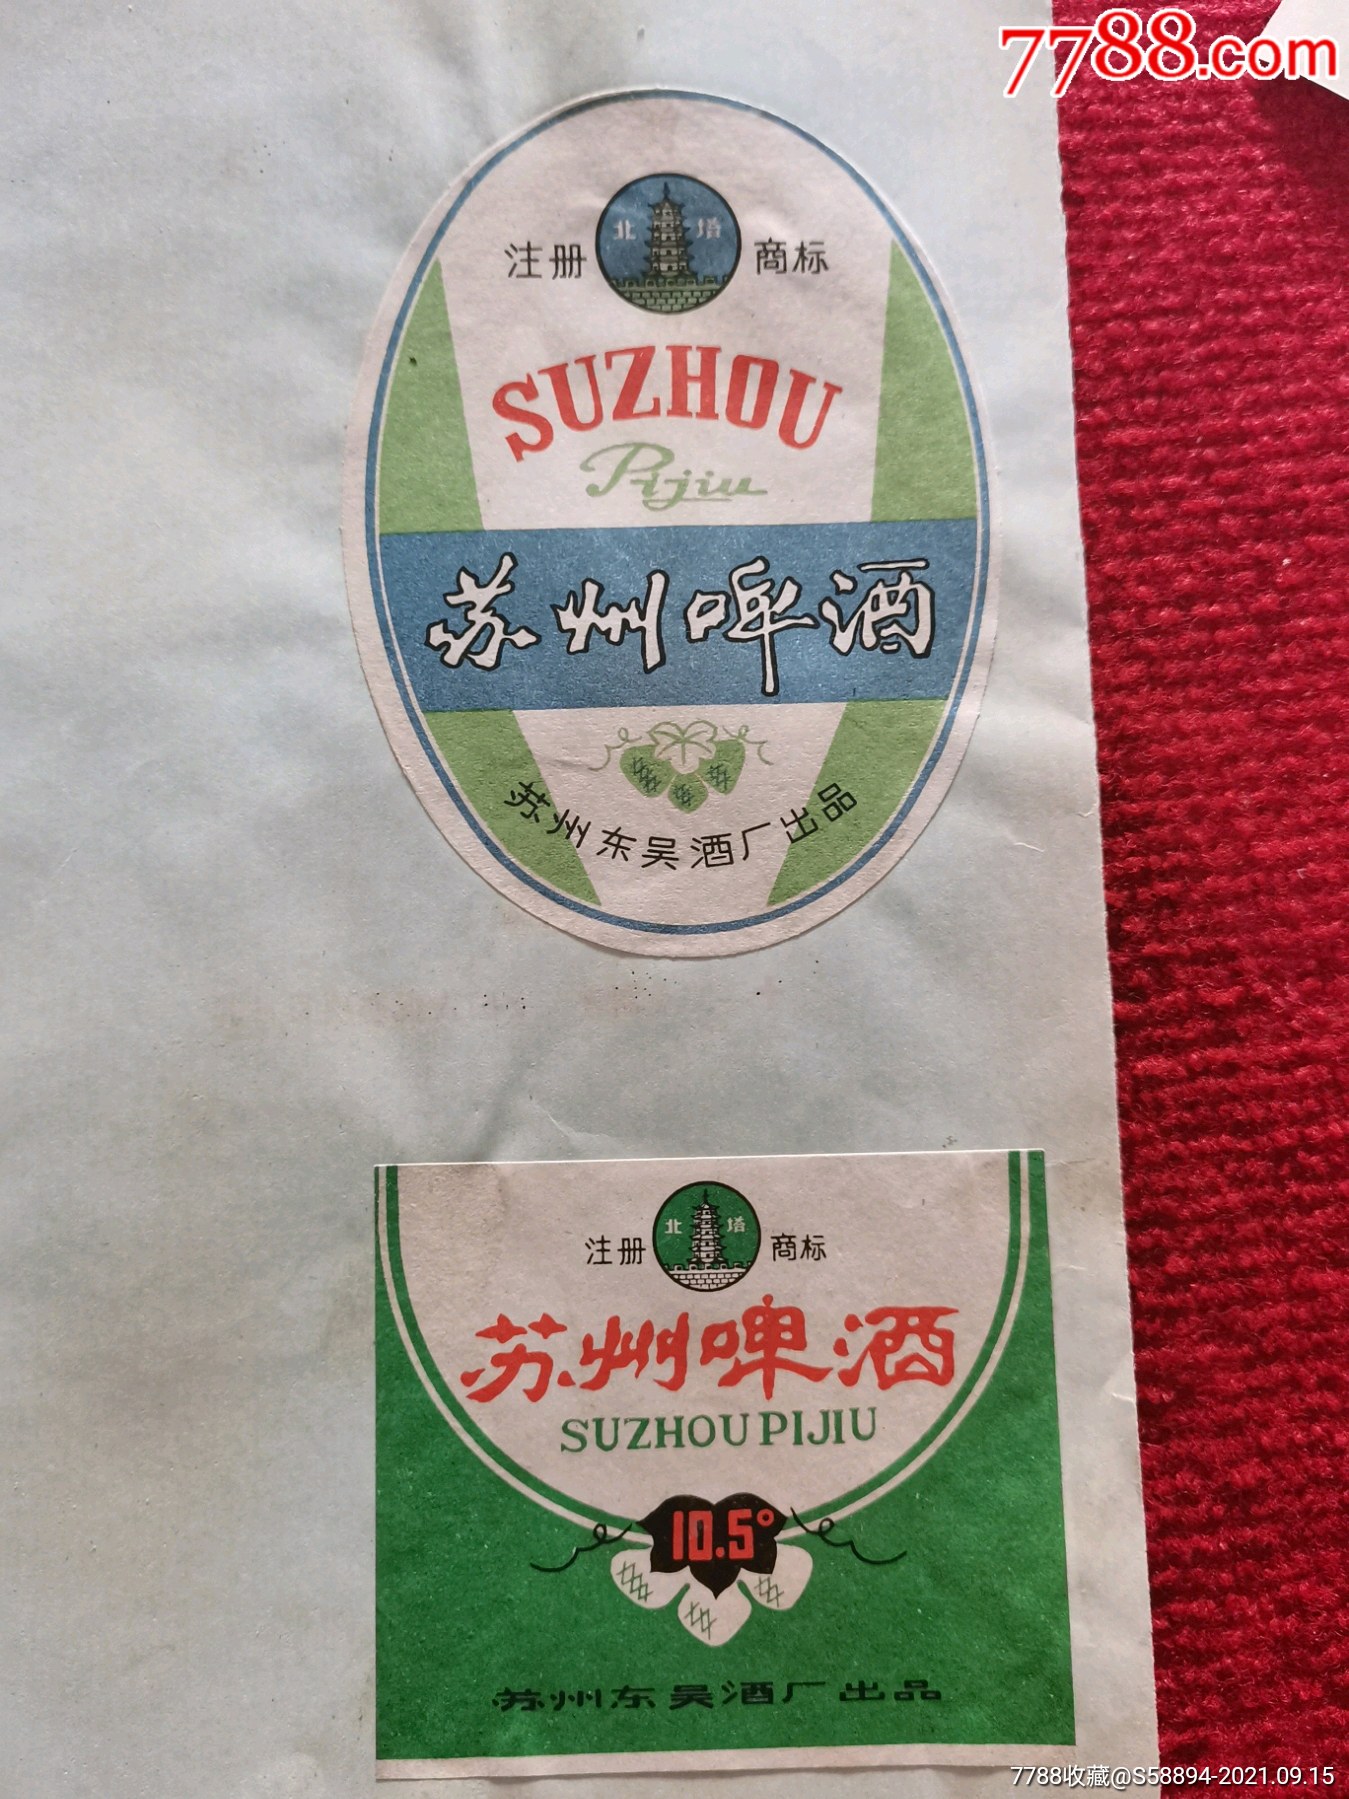 7788.com
北 塔
注册 商标
SUZHOU
Pijiu
苏州啤酒
苏州东吴酒厂出品
北 塔
注册 商标
苏州啤酒
SUZHOU PIJIU
10.5°
苏州东吴酒厂出品
7788收藏@S58894-2021.09.15